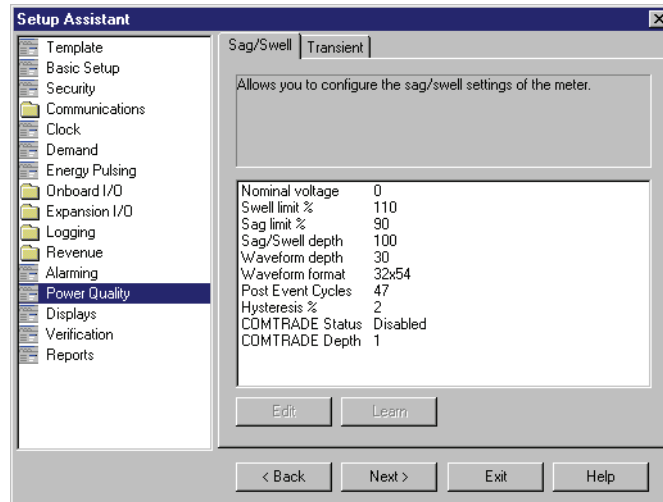 Setup Assistant
Template
Basic Setup
Security
Communications
Clock
Demand
Energy Pulsing
Onboard I/O
Expansion I/O
Logging
Revenue
Alarming
Power Quality
Displays
Verification
Reports
Sag/Swell Transient
Allows you to configure the sag/swell settings of the meter.
Nominal voltage 0
Swell limit % 110
Sag limit % 90
Sag/Swell depth 100
Waveform depth 30
Waveform format 32x54
Post Event Cycles 47
Hysteresis % 2
COMTRADE Status Disabled
COMTRADE Depth 1
Edit Learn
< Back Next > Exit Help